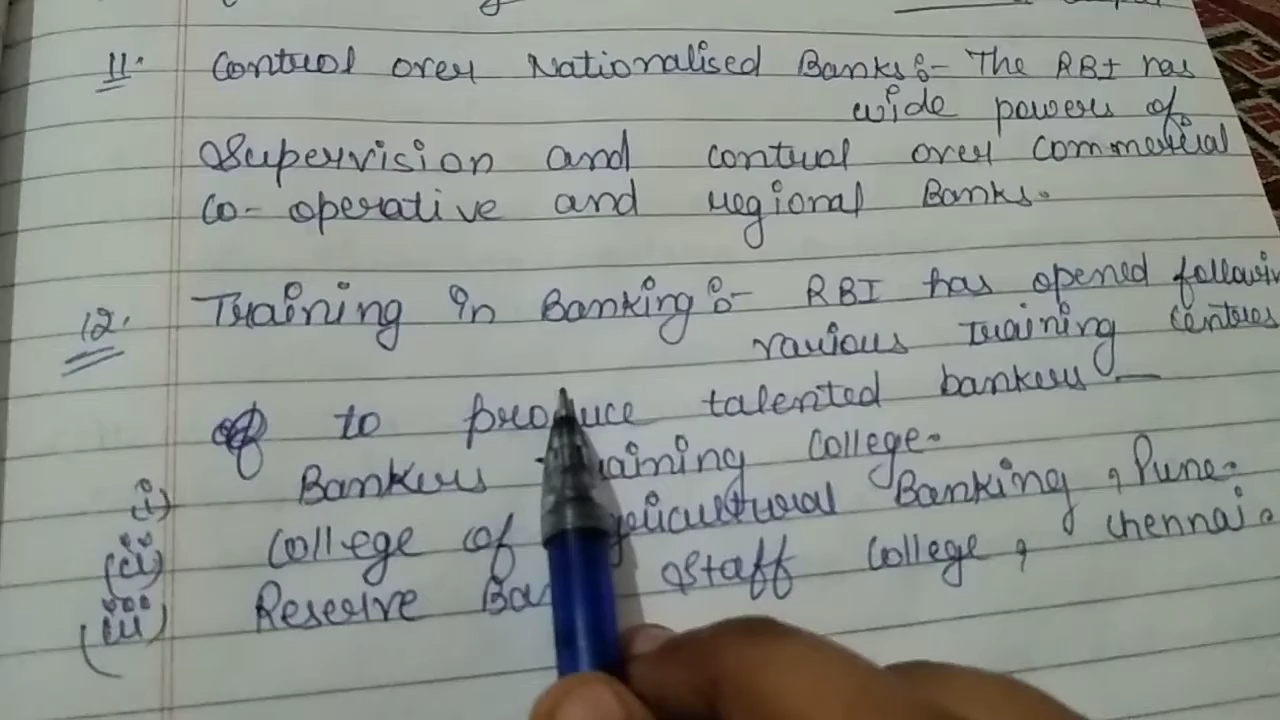 11. Control over Nationalised Banks:- The RBI has
wide powers of
Supervision and control over commercial
Co-operative and regional Banks.
12. Training in Banking:- RBI has opened
various training centres
to produce talented bankers —
(i) Bankers College.
(ii) College of Banking, Pune.
(iii) Reserve Staff College, Chennai.